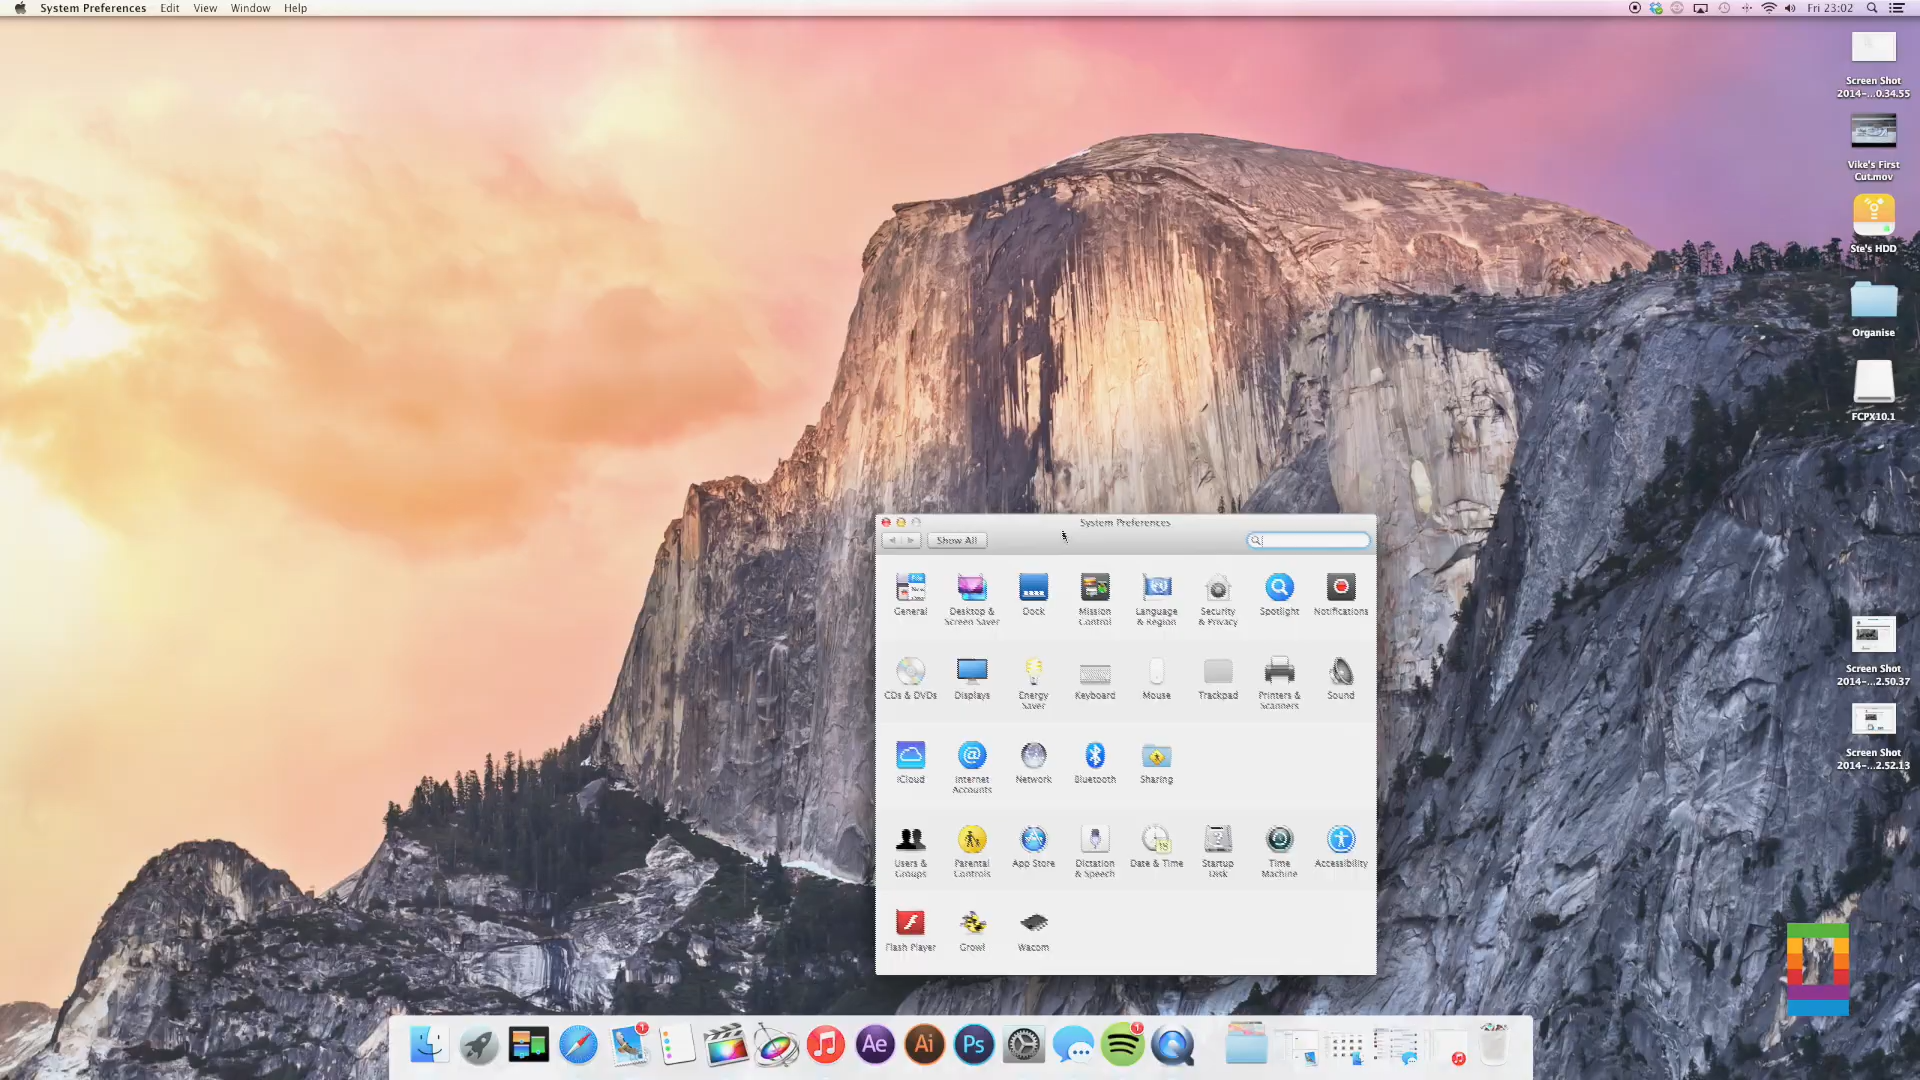 System Preferences Edit View Window Help
Fri 23:02
Screen Shot
2014-...0.34.55
Vike's First
Cut.mov
Ste's HDD
Organise
FCPX10.1
System Preferences
Show All
General Desktop & Dock Mission Language Security Spotlight Notifications
Screen Saver Control & Region & Privacy
CDs & DVDs Displays Energy Keyboard Mouse Trackpad Printers & Sound
Saver Scanners
iCloud Internet Network Bluetooth Sharing
Accounts
Users & Parental App Store Dictation Date & Time Startup Time Accessibility
Groups Controls & Speech Disk Machine
Flash Player Growl Wacom
Screen Shot
2014-...2.50.37
Screen Shot
2014-...2.52.13
1 Ae Ai Ps 1